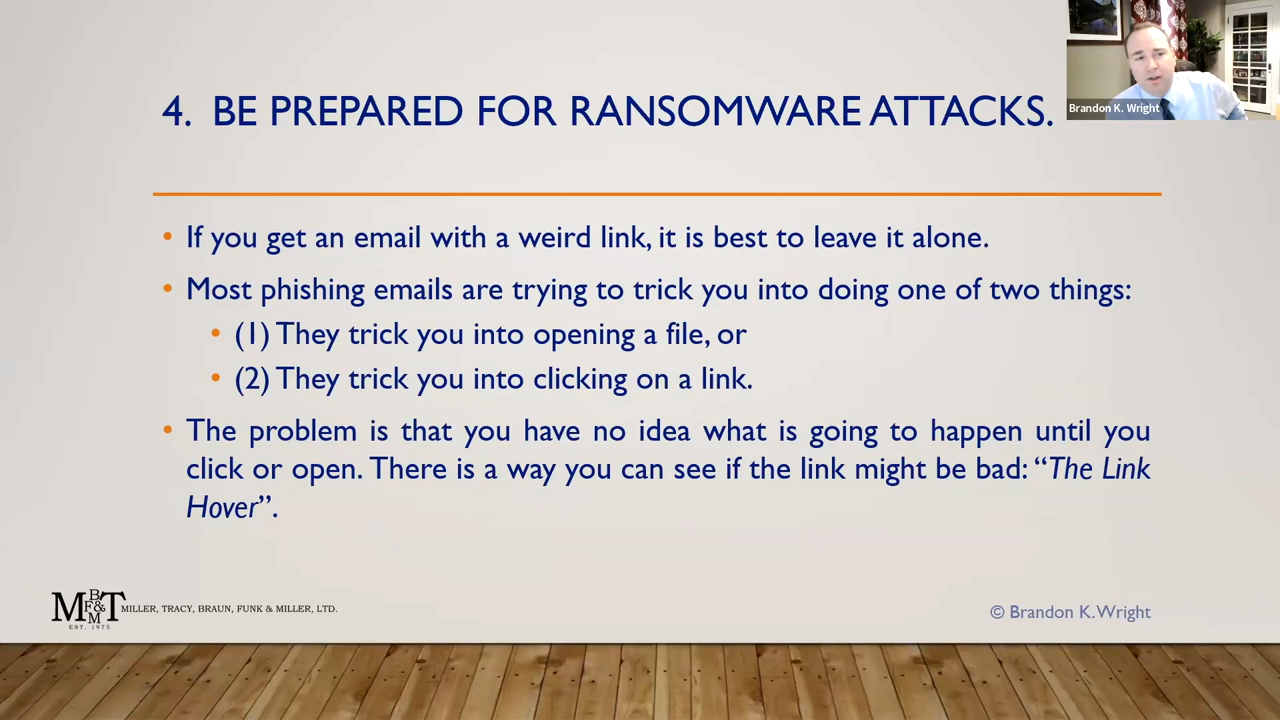 4. BE PREPARED FOR RANSOMWARE ATTACKS.
Brandon K. Wright
• If you get an email with a weird link, it is best to leave it alone.
• Most phishing emails are trying to trick you into doing one of two things:
• (1) They trick you into opening a file, or
• (2) They trick you into clicking on a link.
• The problem is that you have no idea what is going to happen until you
click or open. There is a way you can see if the link might be bad: “The Link
Hover”.
MBF&MT
EST. 1975
MILLER, TRACY, BRAUN, FUNK & MILLER, LTD.
© Brandon K. Wright